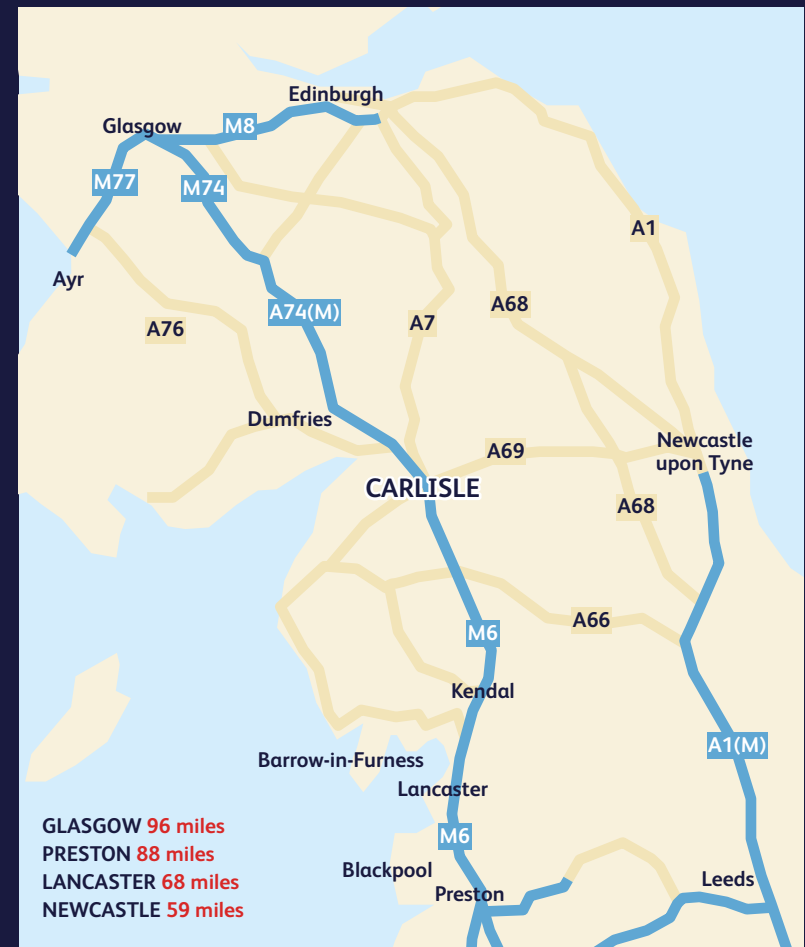 Edinburgh
Glasgow
M8
M77
M74
A1
Ayr
A68
A74(M)
A7
A76
Dumfries
Newcastle
upon Tyne
A69
CARLISLE
A68
A66
M6
Kendal
A1(M)
Barrow-in-Furness
Lancaster
GLASGOW 96 miles
M6
PRESTON 88 miles
Blackpool
LANCASTER 68 miles
Leeds
Preston
NEWCASTLE 59 miles